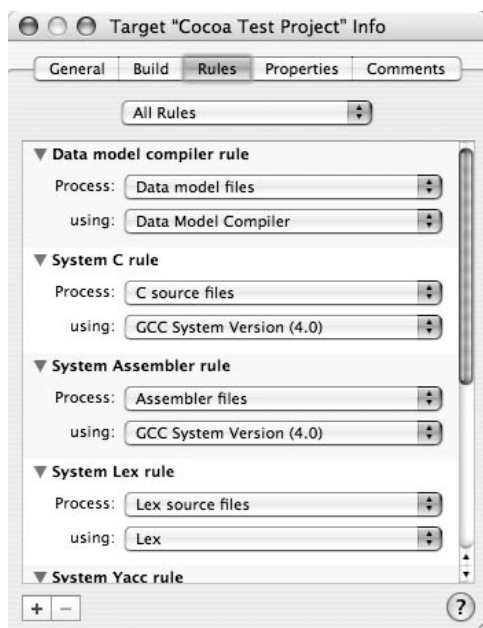 Target “Cocoa Test Project” Info
General Build Rules Properties Comments
All Rules
Data model compiler rule
Process: Data model files
using: Data Model Compiler
System C rule
Process: C source files
using: GCC System Version (4.0)
System Assembler rule
Process: Assembler files
using: GCC System Version (4.0)
System Lex rule
Process: Lex source files
using: Lex
System Yacc rule
+ − ?